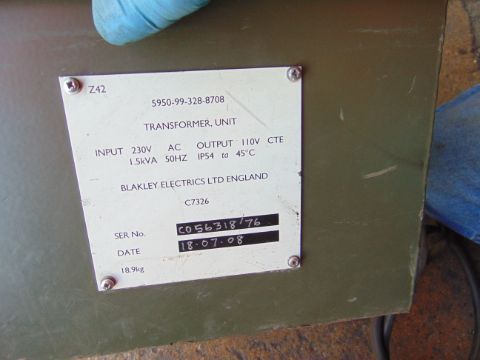 Z42
5950-99-328-8708
TRANSFORMER, UNIT
INPUT 230V AC OUTPUT 110V CTE
1.5kVA 50HZ IP54 to 45°C
BLAKLEY ELECTRICS LTD ENGLAND
C7326
SER No. C056318/76
DATE 18·07·08
18.9kg